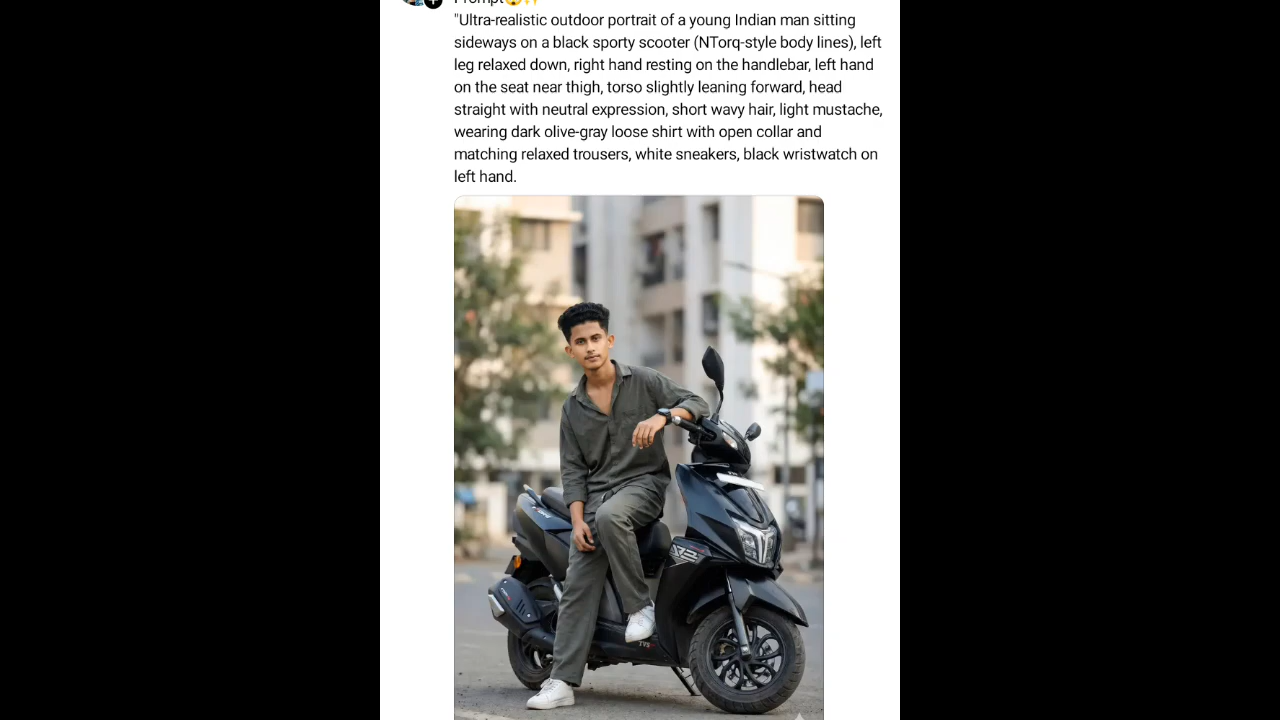 Prompt😱✨
"Ultra-realistic outdoor portrait of a young Indian man sitting
sideways on a black sporty scooter (NTorq-style body lines), left
leg relaxed down, right hand resting on the handlebar, left hand
on the seat near thigh, torso slightly leaning forward, head
straight with neutral expression, short wavy hair, light mustache,
wearing dark olive-gray loose shirt with open collar and
matching relaxed trousers, white sneakers, black wristwatch on
left hand.
TVS